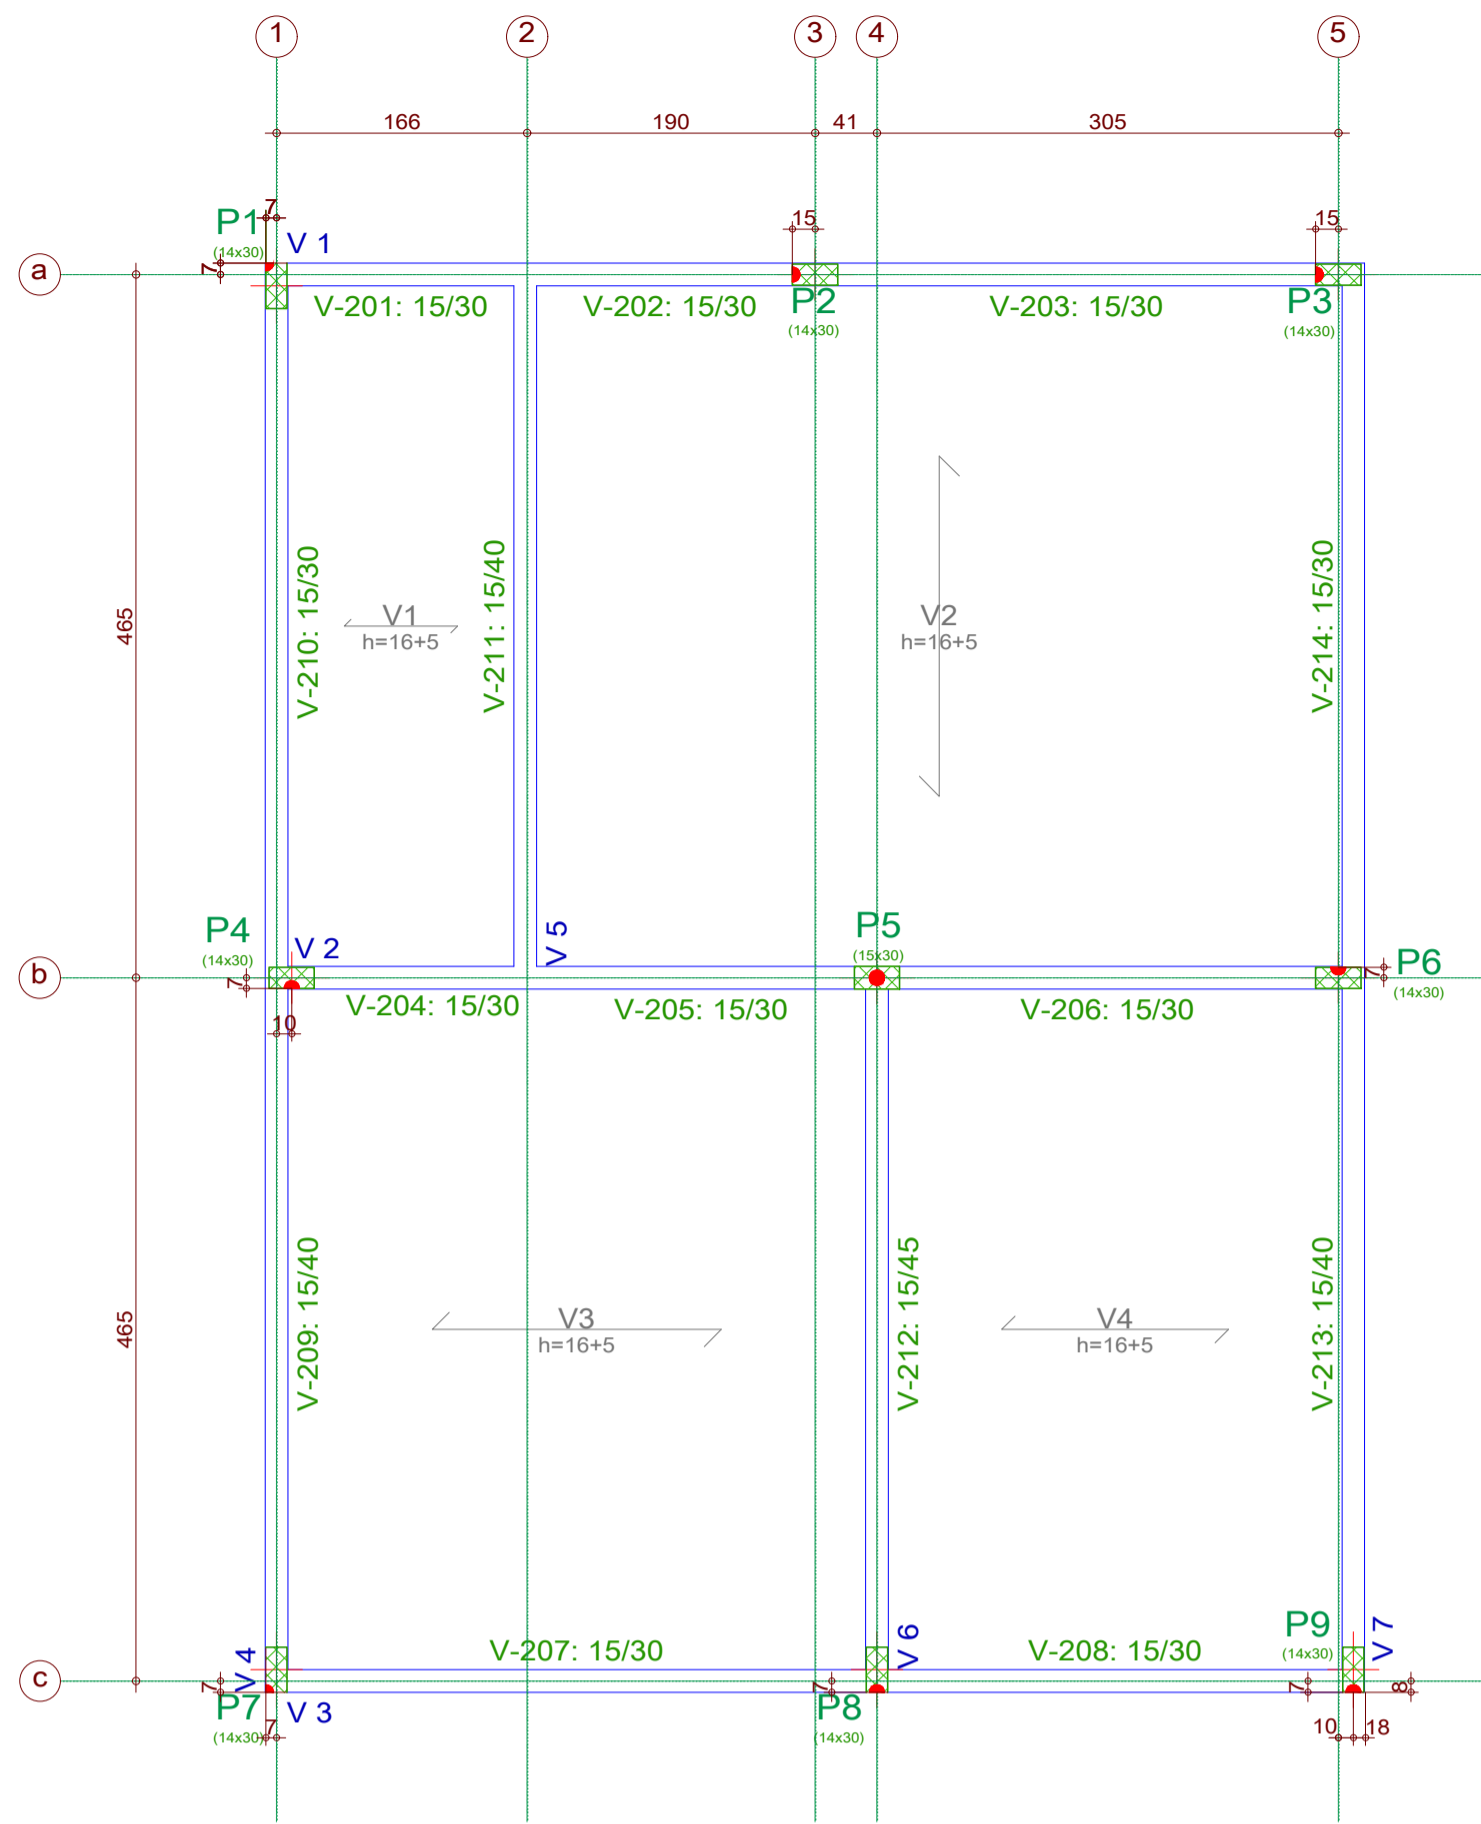 1 2 3 4 5
166 190 41 305
P1 7 15 15
(14x30) V 1
a 7
V-201: 15/30 V-202: 15/30 P2 V-203: 15/30 P3
(14x30) (14x30)
465 V-210: 15/30 V1 V-211: 15/40 V2 V-214: 15/30
h=16+5 h=16+5
P4 V 2 V 5 P5 P6
(14x30) (15x30) (14x30)
b 7 7
10 V-204: 15/30 V-205: 15/30 V-206: 15/30
465 V-209: 15/40 V3 V-212: 15/45 V4 V-213: 15/40
h=16+5 h=16+5
V 4 V-207: 15/30 V 6 V-208: 15/30 P9 V 7
(14x30)
c 7 7 7 8
P7 V 3 P8
(14x30) 7 (14x30) 10 18